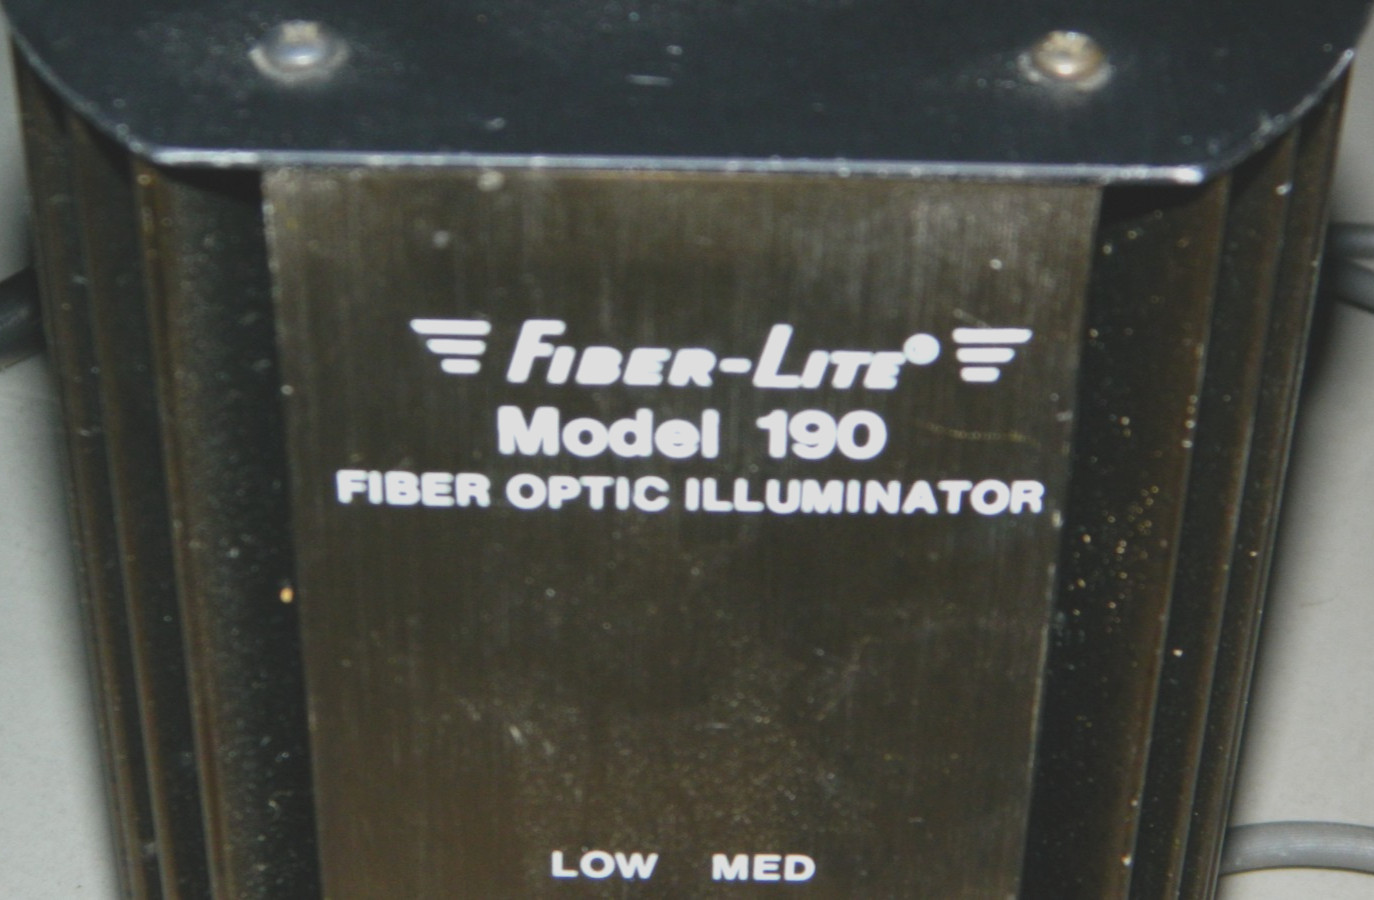 FIBER-LITE®
Model 190
FIBER OPTIC ILLUMINATOR
LOW MED